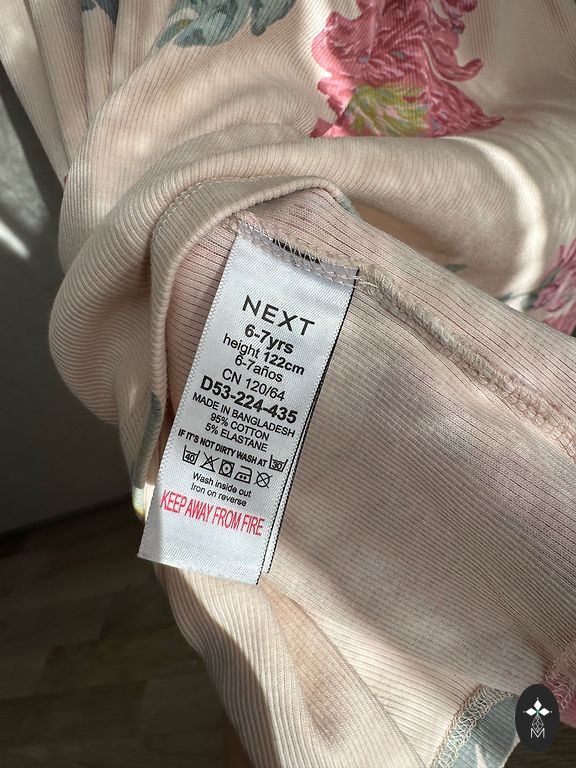 NEXT
6-7yrs
height 122cm
6-7años
CN 120/64
D53-224-435
MADE IN BANGLADESH
95% COTTON
5% ELASTANE
IF IT'S NOT DIRTY WASH AT 30
40
Wash inside out
Iron on reverse
KEEP AWAY FROM FIRE
M